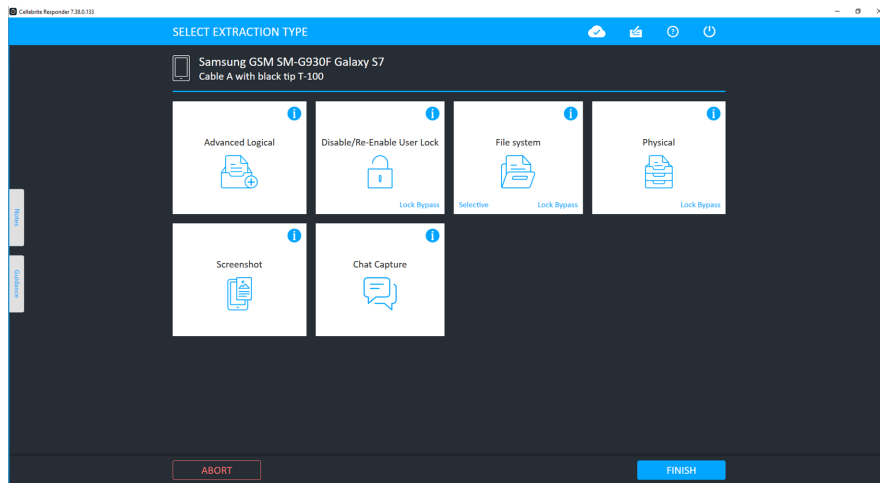 Cellebrite Responder 7.38.0.133
SELECT EXTRACTION TYPE
Samsung GSM SM-G930F Galaxy S7
Cable A with black tip T-100
Advanced Logical
Disable/Re-Enable User Lock
Lock Bypass
File system
Selective
Lock Bypass
Physical
Lock Bypass
Notes
Guidance
Screenshot
Chat Capture
ABORT
FINISH